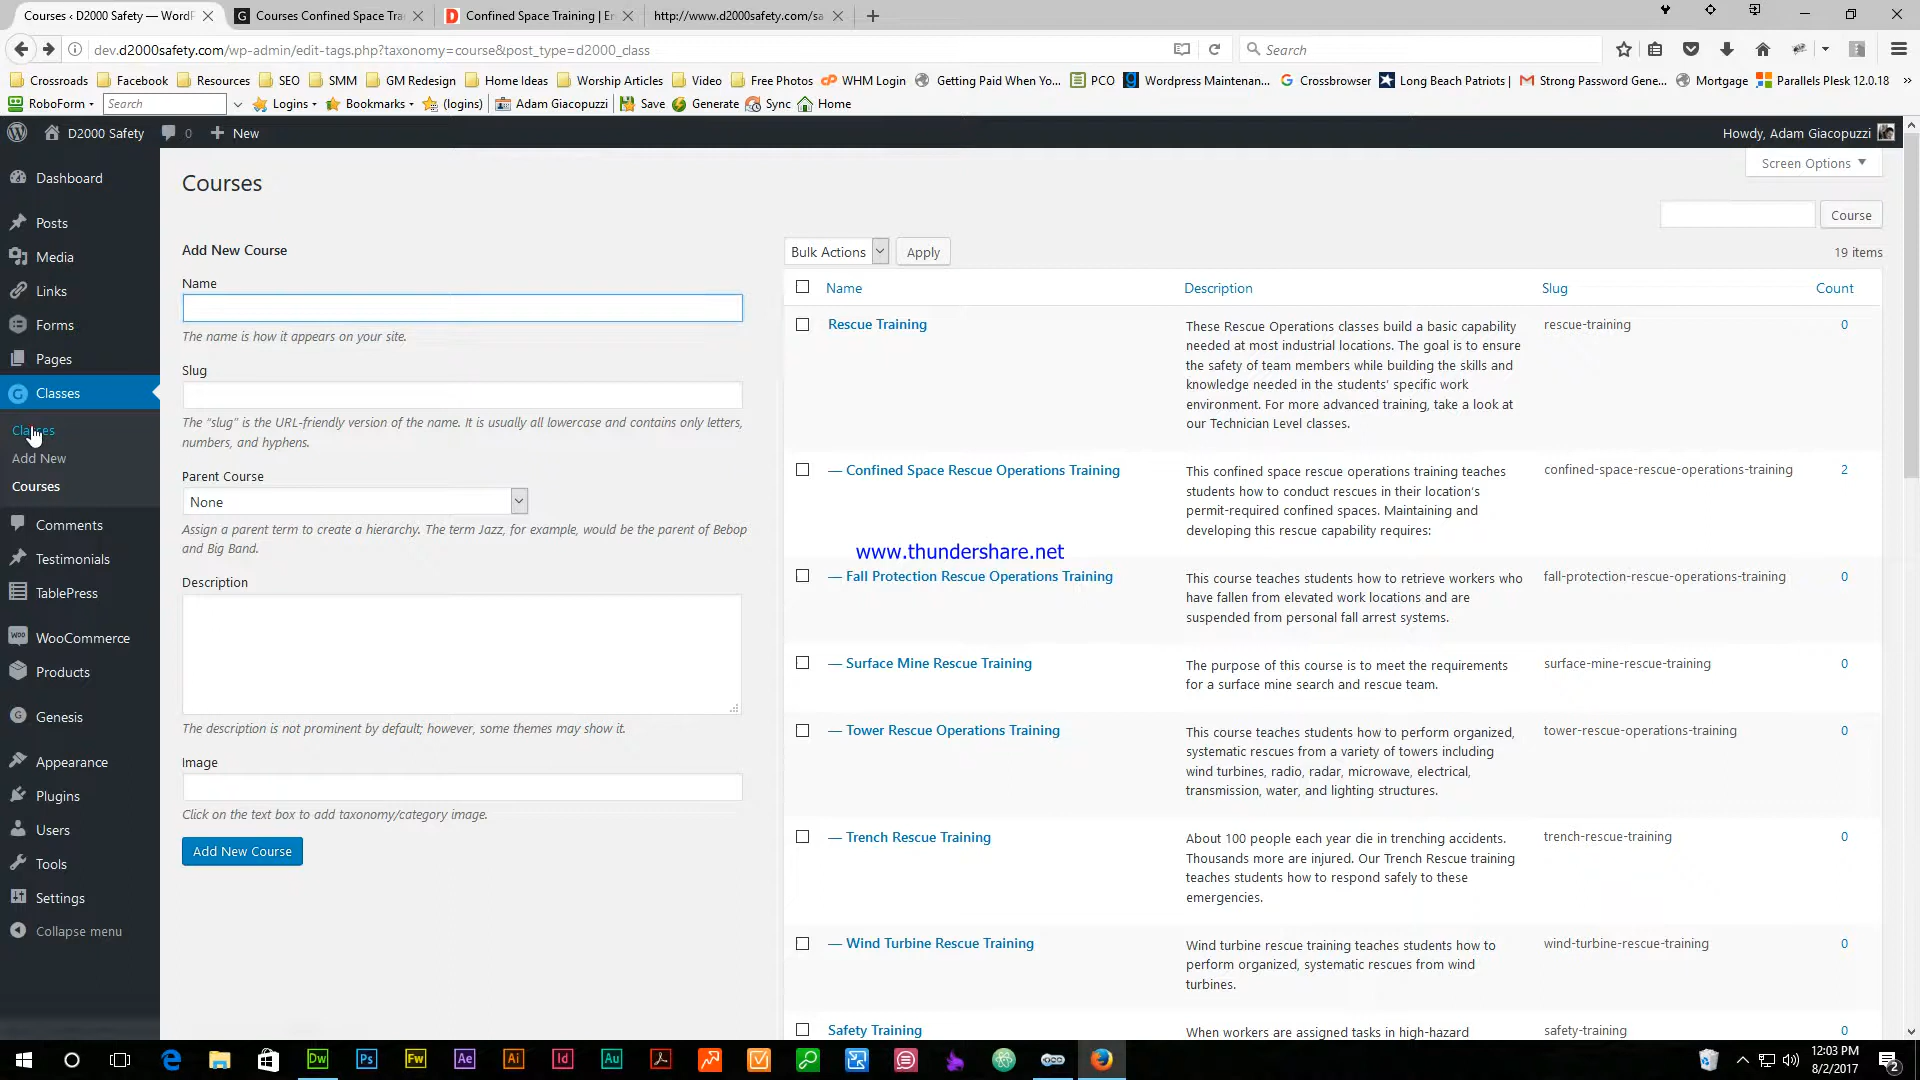 Courses ‹ D2000 Safety — WordP
Courses Confined Space Tra
Confined Space Training | En
http://www.d2000safety.com/sa
dev.d2000safety.com/wp-admin/edit-tags.php?taxonomy=course&post_type=d2000_class
Search
Crossroads
Facebook
Resources
SEO
SMM
GM Redesign
Home Ideas
Worship Articles
Video
Free Photos
WHM Login
Getting Paid When You...
PCO
Wordpress Maintenan...
Crossbrowser
Long Beach Patriots |
Strong Password Gene...
Mortgage
Parallels Plesk 12.0.18
RoboForm
Search
Logins
Bookmarks
(logins)
Adam Giacopuzzi
Save
Generate
Sync
Home
D2000 Safety
0
New
Howdy, Adam Giacopuzzi
Dashboard
Posts
Media
Links
Forms
Pages
Classes
Classes
Add New
Courses
Comments
Testimonials
TablePress
WooCommerce
Products
Genesis
Appearance
Plugins
Users
Tools
Settings
Collapse menu
Screen Options
Courses
Course
Add New Course
Name
The name is how it appears on your site.
Slug
The “slug” is the URL-friendly version of the name. It is usually all lowercase and contains only letters,
numbers, and hyphens.
Parent Course
None
Assign a parent term to create a hierarchy. The term Jazz, for example, would be the parent of Bebop
and Big Band.
Description
The description is not prominent by default; however, some themes may show it.
Image
Click on the text box to add taxonomy/category image.
Add New Course
Bulk Actions
Apply
19 items
Name
Description
Slug
Count
Rescue Training
These Rescue Operations classes build a basic capability
needed at most industrial locations. The goal is to ensure
the safety of team members while building the skills and
knowledge needed in the students’ specific work
environment. For more advanced training, take a look at
our Technician Level classes.
rescue-training
0
— Confined Space Rescue Operations Training
This confined space rescue operations training teaches
students how to conduct rescues in their location’s
permit-required confined spaces. Maintaining and
developing this rescue capability requires:
confined-space-rescue-operations-training
2
www.thundershare.net
— Fall Protection Rescue Operations Training
This course teaches students how to retrieve workers who
have fallen from elevated work locations and are
suspended from personal fall arrest systems.
fall-protection-rescue-operations-training
0
— Surface Mine Rescue Training
The purpose of this course is to meet the requirements
for a surface mine search and rescue team.
surface-mine-rescue-training
0
— Tower Rescue Operations Training
This course teaches students how to perform organized,
systematic rescues from a variety of towers including
wind turbines, radio, radar, microwave, electrical,
transmission, water, and lighting structures.
tower-rescue-operations-training
0
— Trench Rescue Training
About 100 people each year die in trenching accidents.
Thousands more are injured. Our Trench Rescue training
teaches students how to respond safely to these
emergencies.
trench-rescue-training
0
— Wind Turbine Rescue Training
Wind turbine rescue training teaches students how to
perform organized, systematic rescues from wind
turbines.
wind-turbine-rescue-training
0
Safety Training
When workers are assigned tasks in high-hazard
safety-training
0
Dw
Ps
Fw
Ae
Ai
Id
Au
12:03 PM
8/2/2017
2